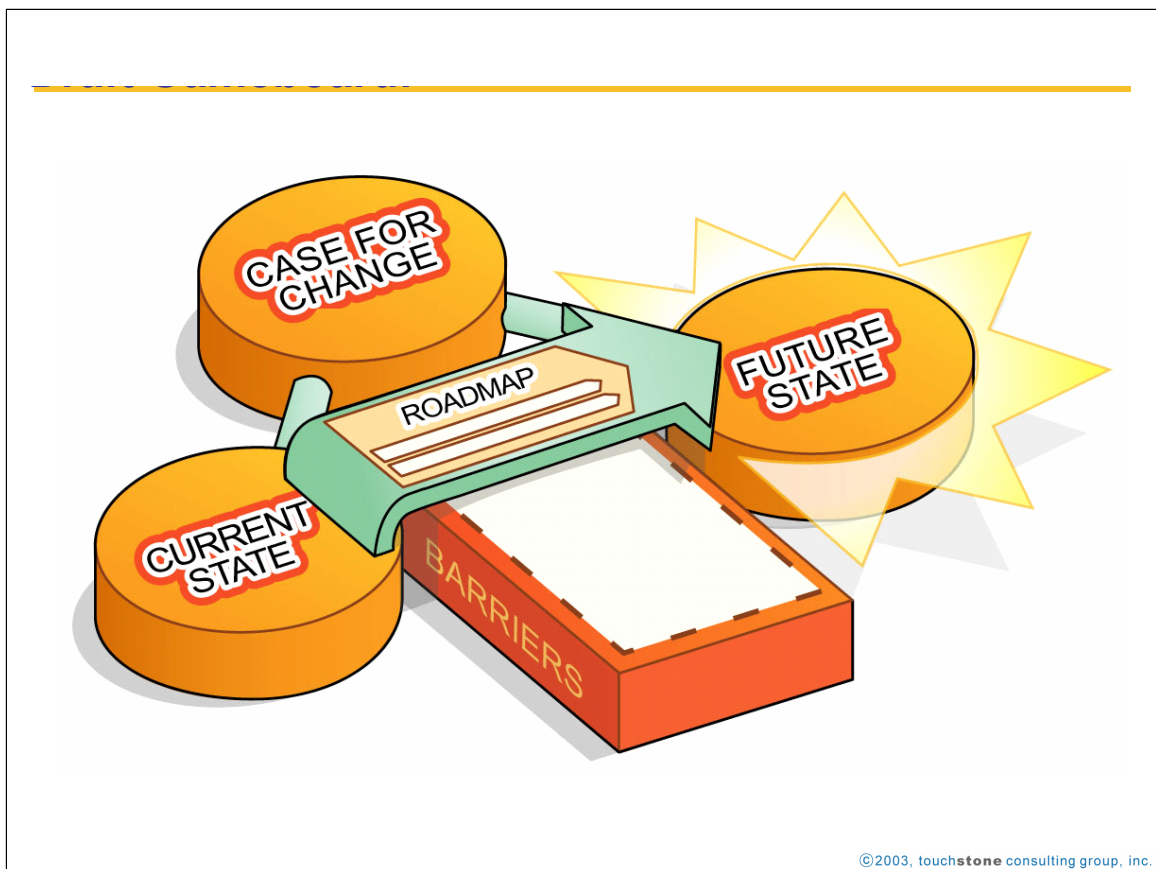 CASE FOR
CHANGE
FUTURE
STATE
ROADMAP
CURRENT
STATE
BARRIERS
©2003, touchstone consulting group, inc.